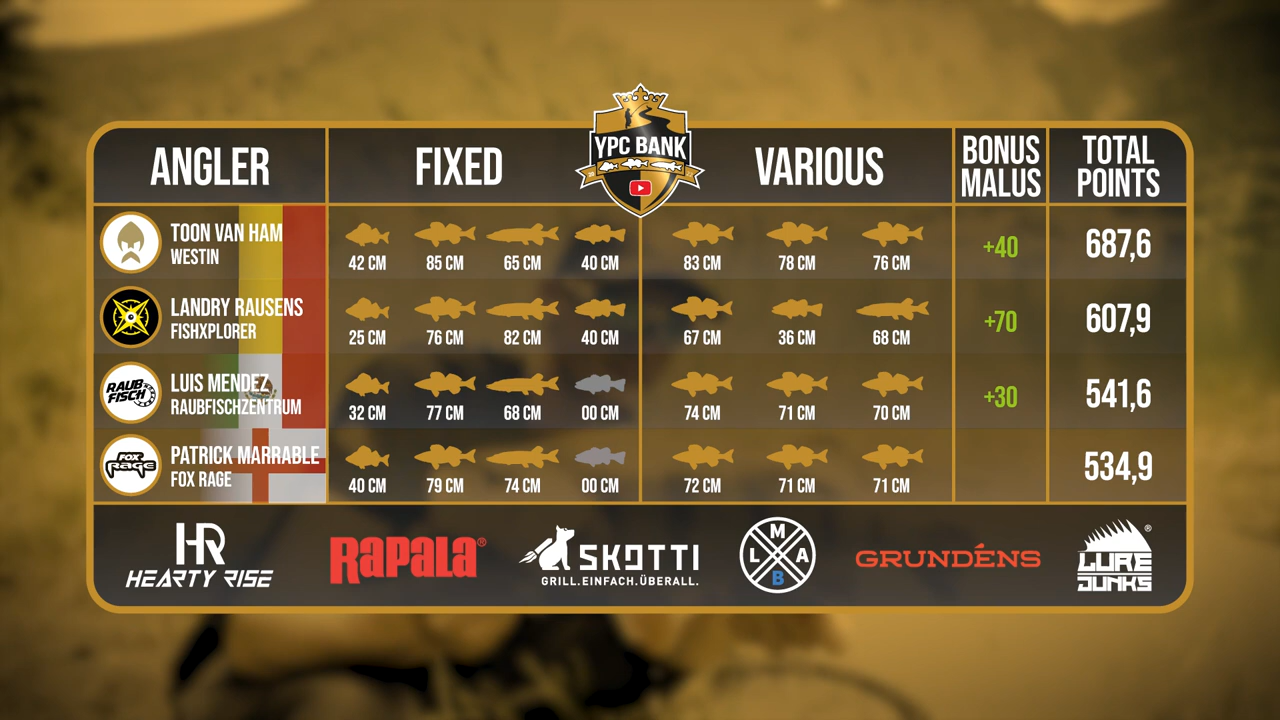 YPC BANK
ANGLER FIXED VARIOUS BONUS MALUS TOTAL POINTS
TOON VAN HAM
WESTIN
42 CM 85 CM 65 CM 40 CM 83 CM 78 CM 76 CM +40 687,6
LANDRY RAUSENS
FISHXPLORER
25 CM 76 CM 82 CM 40 CM 67 CM 36 CM 68 CM +70 607,9
RAUB FISCH
LUIS MENDEZ
RAUBFISCHZENTRUM
32 CM 77 CM 68 CM 00 CM 74 CM 71 CM 70 CM +30 541,6
FOX RAGE
PATRICK MARRABLE
FOX RAGE
40 CM 79 CM 74 CM 00 CM 72 CM 71 CM 71 CM 534,9
HR
HEARTY RISE
RAPALA®
SKOTTI
GRILL.EINFACH.ÜBERALL.
M
L A
B
GRUNDÉNS
LURE ®
JUNKS